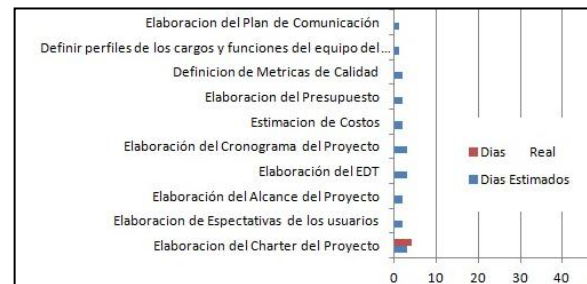 Elaboracion del Plan de Comunicación
Definir perfiles de los cargos y funciones del equipo del ...
Definicion de Metricas de Calidad
Elaboracion del Presupuesto
Estimacion de Costos
Elaboración del Cronograma del Proyecto
Elaboración del EDT
Elaboración del Alcance del Proyecto
Elaboracion de Espectativas de los usuarios
Elaboracion del Charter del Proyecto
Dias Real
Dias Estimados
0 10 20 30 40